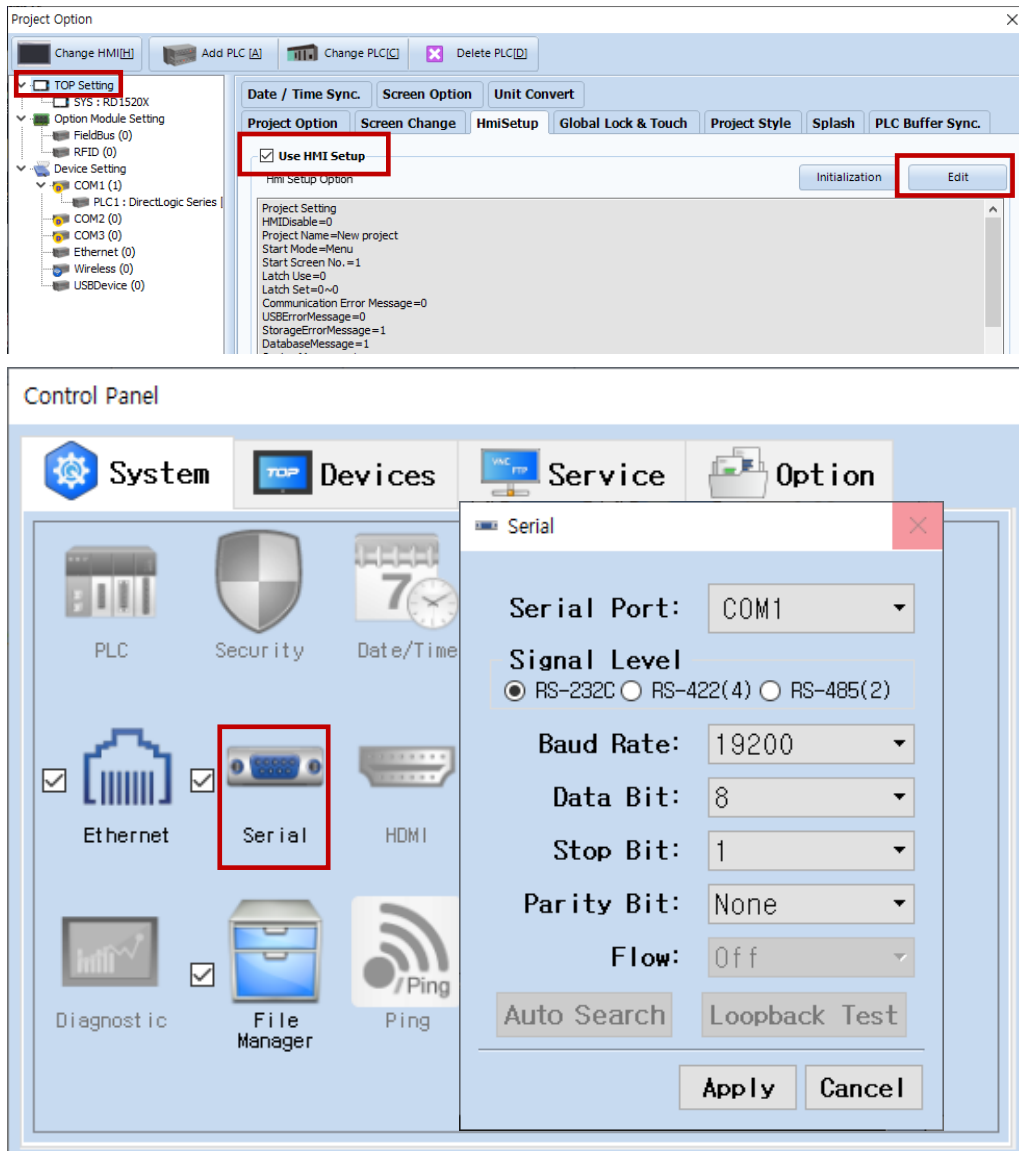 Project Option
Change HMI[H]
Add PLC [A]
Change PLC[C]
Delete PLC[D]
TOP Setting
SYS : RD1520X
Option Module Setting
FieldBus (0)
RFID (0)
Device Setting
COM1 (1)
PLC1 : DirectLogic Series
COM2 (0)
COM3 (0)
Ethernet (0)
Wireless (0)
USBDevice (0)
Date / Time Sync.
Screen Option
Unit Convert
Project Option
Screen Change
HmiSetup
Global Lock & Touch
Project Style
Splash
PLC Buffer Sync.
Use HMI Setup
Hmi Setup Option
Initialization
Edit
Project Setting
HMIDisable=0
Project Name=New project
Start Mode=Menu
Start Screen No.=1
Latch Use=0
Latch Set=0~0
Communication Error Message=0
USBErrorMessage=0
StorageErrorMessage=1
DatabaseMessage=1
Control Panel
System
TOP
Devices
VNC
FTP
Service
Option
PLC
Security
7
Date/Time
Ethernet
Serial
HDMI
Diagnostic
File
Manager
/Ping
Ping
Serial
Serial Port:
COM1
Signal Level
RS-232C
RS-422(4)
RS-485(2)
Baud Rate:
19200
Data Bit:
8
Stop Bit:
1
Parity Bit:
None
Flow:
Off
Auto Search
Loopback Test
Apply
Cancel